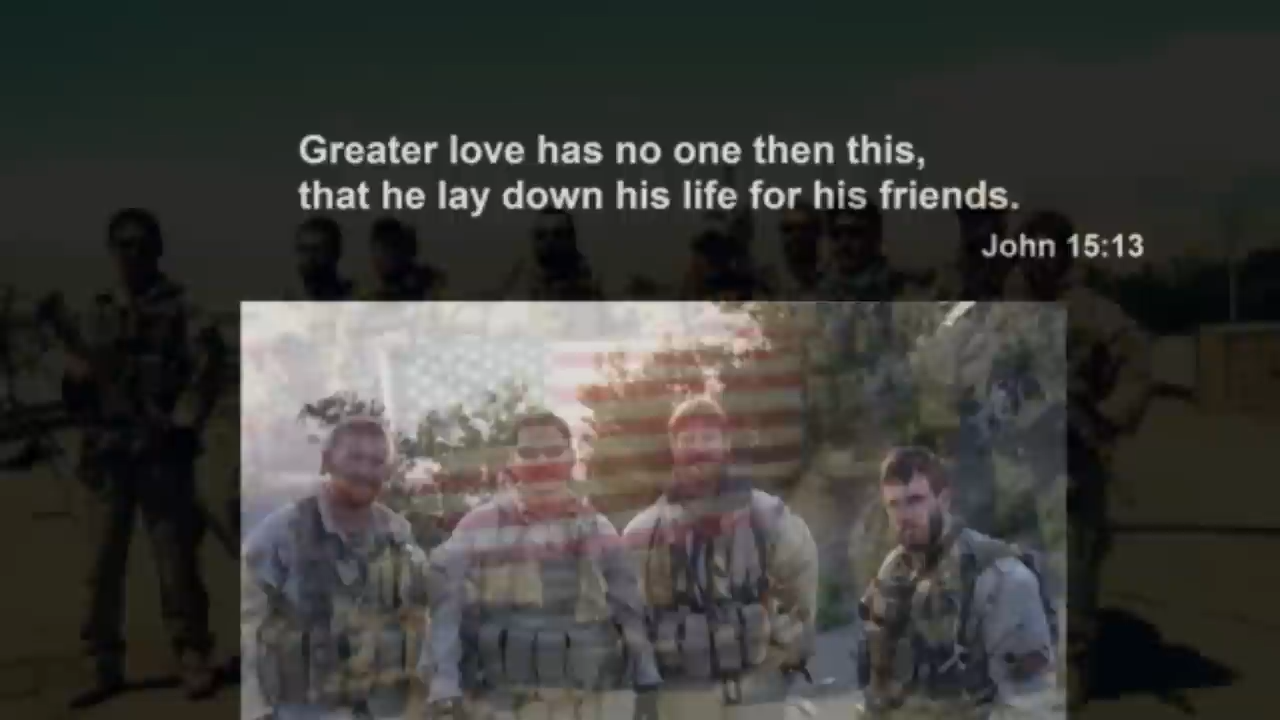 Greater love has no one then this,
that he lay down his life for his friends.
John 15:13